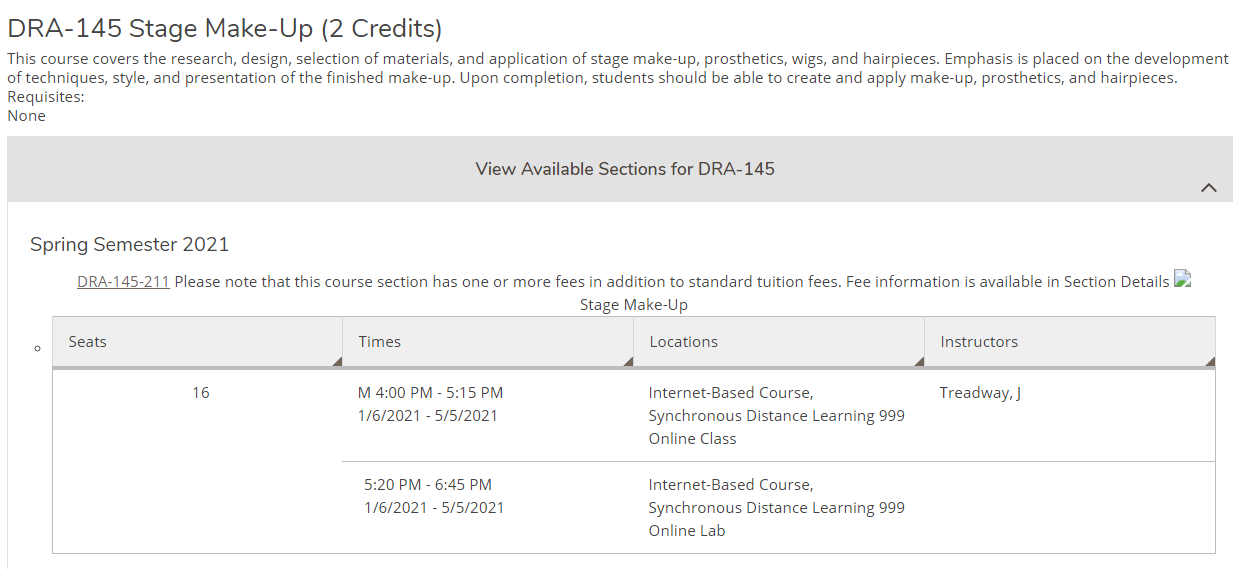 DRA-145 Stage Make-Up (2 Credits)
This course covers the research, design, selection of materials, and application of stage make-up, prosthetics, wigs, and hairpieces. Emphasis is placed on the development
of techniques, style, and presentation of the finished make-up. Upon completion, students should be able to create and apply make-up, prosthetics, and hairpieces.
Requisites:
None
View Available Sections for DRA-145
Spring Semester 2021
DRA-145-211 Please note that this course section has one or more fees in addition to standard tuition fees. Fee information is available in Section Details
Stage Make-Up
Seats Times Locations Instructors
16 M 4:00 PM - 5:15 PM Internet-Based Course, Treadway, J
1/6/2021 - 5/5/2021 Synchronous Distance Learning 999
Online Class
5:20 PM - 6:45 PM Internet-Based Course,
1/6/2021 - 5/5/2021 Synchronous Distance Learning 999
Online Lab